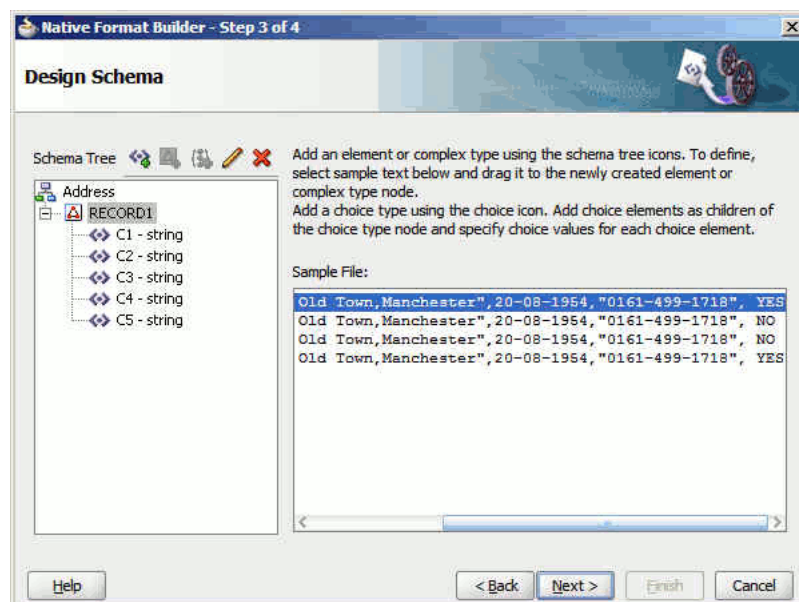 Native Format Builder - Step 3 of 4
Design Schema
Schema Tree
Address
RECORD1
C1 - string
C2 - string
C3 - string
C4 - string
C5 - string
Add an element or complex type using the schema tree icons. To define,
select sample text below and drag it to the newly created element or
complex type node.
Add a choice type using the choice icon. Add choice elements as children of
the choice type node and specify choice values for each choice element.
Sample File:
Old Town,Manchester",20-08-1954,"0161-499-1718", YES
Old Town,Manchester",20-08-1954,"0161-499-1718", NO
Old Town,Manchester",20-08-1954,"0161-499-1718", NO
Old Town,Manchester",20-08-1954,"0161-499-1718", YES
Help
< Back
Next >
Finish
Cancel